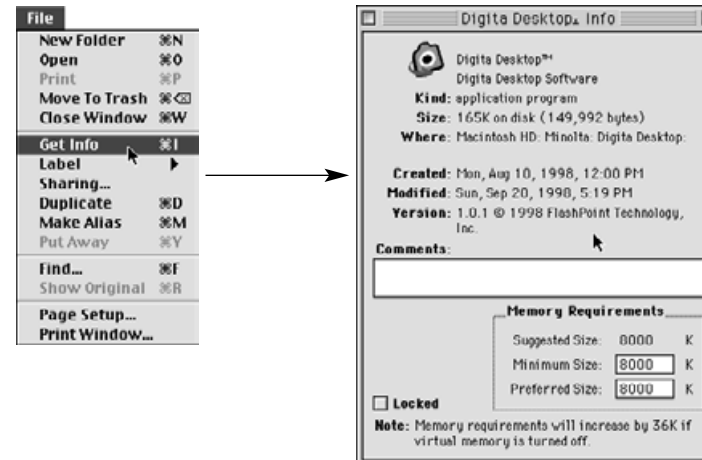 File
New Folder ⌘N
Open ⌘O
Print ⌘P
Move To Trash ⌘⌫
Close Window ⌘W
Get Info ⌘I
Label
Sharing...
Duplicate ⌘D
Make Alias ⌘M
Put Away ⌘Y
Find... ⌘F
Show Original ⌘R
Page Setup...
Print Window...
Digita Desktop™ Info
Digita Desktop™
Digita Desktop Software
Kind: application program
Size: 165K on disk (149,992 bytes)
Where: Macintosh HD: Minolta: Digita Desktop:
Created: Mon, Aug 10, 1998, 12:00 PM
Modified: Sun, Sep 20, 1998, 5:19 PM
Version: 1.0.1 © 1998 FlashPoint Technology,
Inc.
Comments:
Memory Requirements
Suggested Size: 8000 K
Minimum Size: 8000 K
Preferred Size: 8000 K
Locked
Note: Memory requirements will increase by 36K if
virtual memory is turned off.